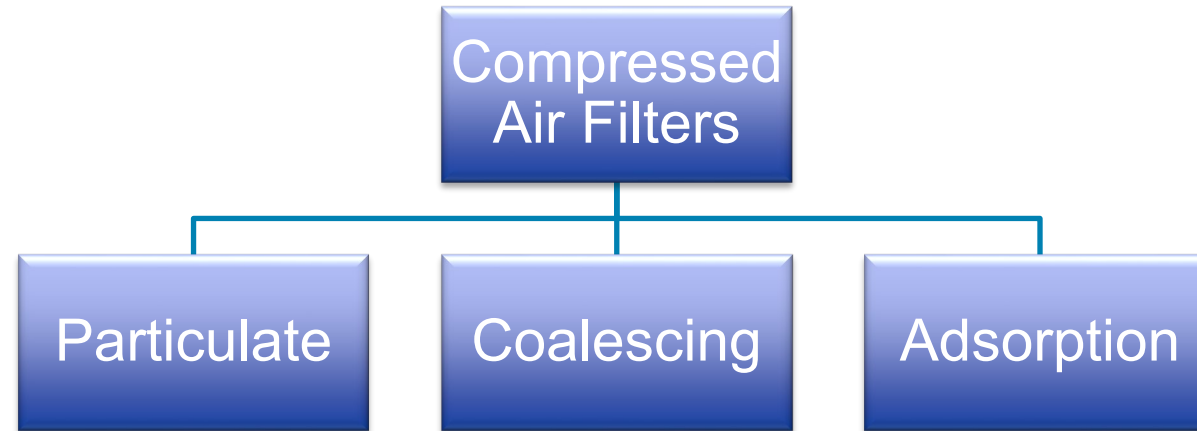 Compressed
Air Filters
Particulate
Coalescing
Adsorption